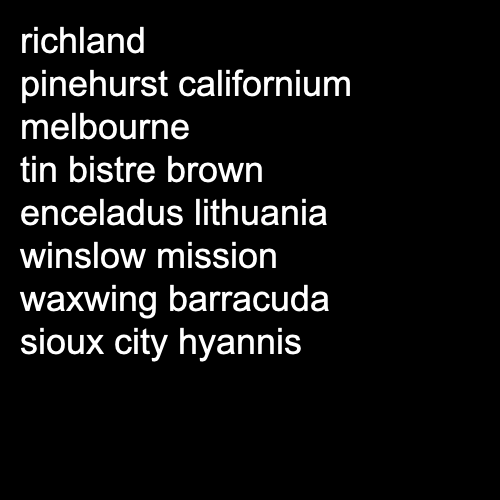 richland
pinehurst californium
melbourne
tin bistre brown
enceladus lithuania
winslow mission
waxwing barracuda
sioux city hyannis